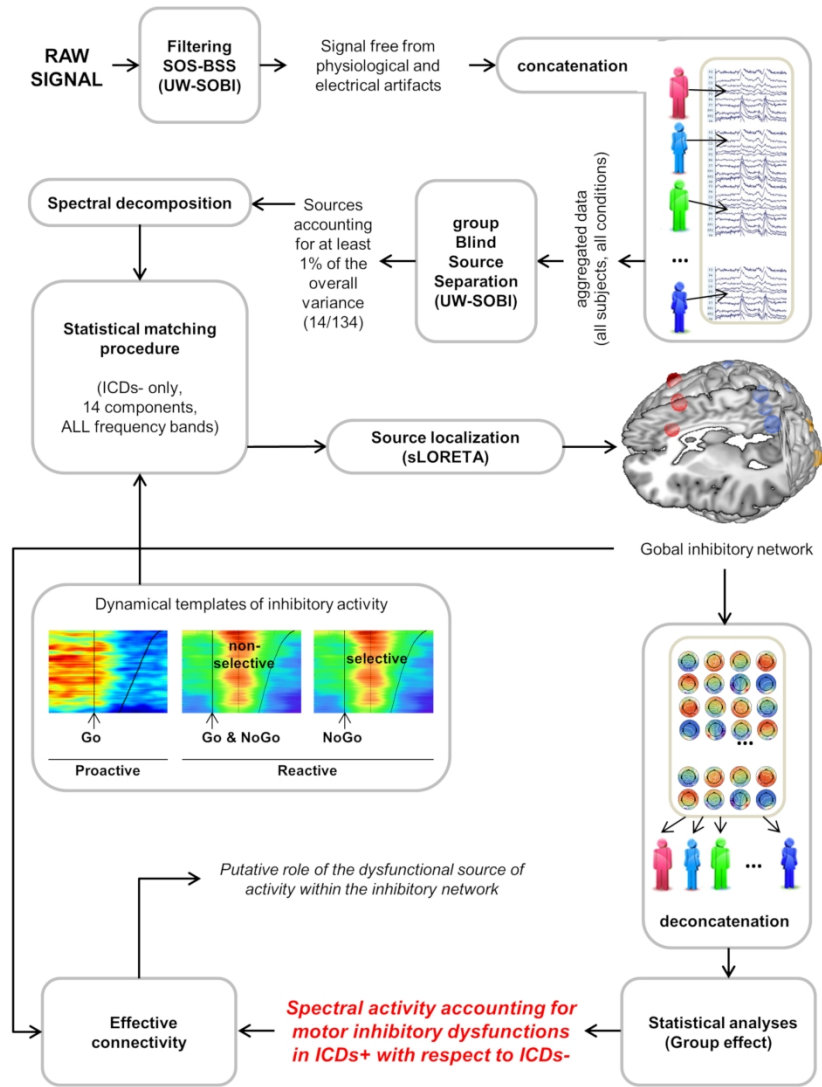 RAW
SIGNAL
Filtering
SOS-BSS
(UW-SOBI)
Signal free from
physiological and
electrical artifacts
concatenation
...
aggregated data
(all subjects, all conditions)
group
Blind
Source
Separation
(UW-SOBI)
Sources
accounting
for at least
1% of the
overall
variance
(14/134)
Spectral decomposition
Statistical matching
procedure
(ICDs- only,
14 components,
ALL frequency bands)
Source localization
(sLORETA)
Gobal inhibitory network
Dynamical templates of inhibitory activity
non-
selective
selective
Go
Go & NoGo
NoGo
Proactive
Reactive
...
...
deconcatenation
Statistical analyses
(Group effect)
Spectral activity accounting for
motor inhibitory dysfunctions
in ICDs+ with respect to ICDs-
Effective
connectivity
Putative role of the dysfunctional source of
activity within the inhibitory network